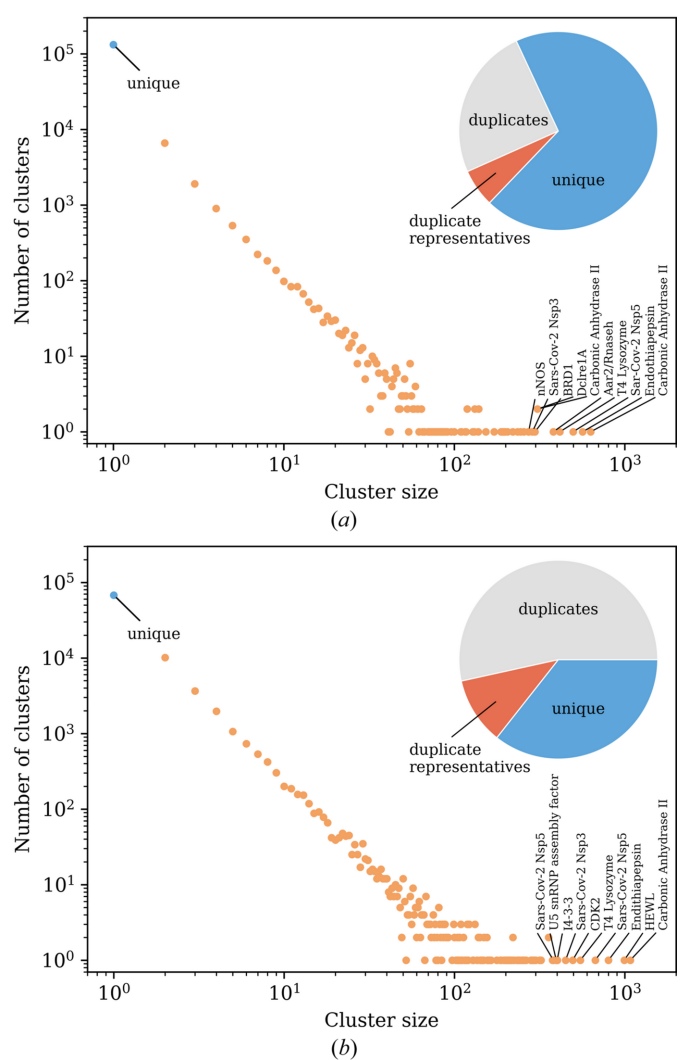 10^5
10^4
10^3
10^2
10^1
10^0
Number of clusters
unique
duplicates
unique
duplicate
representatives
nNOS
Sars-Cov-2 Nsp3
BRD1
Dclre1A
Carbonic Anhydrase II
Aar2/Rnaseh
T4 Lysozyme
Sar-Cov-2 Nsp5
Endothiapepsin
Carbonic Anhydrase II
10^0
10^1
10^2
10^3
Cluster size
(a)
10^5
10^4
10^3
10^2
10^1
10^0
Number of clusters
unique
duplicates
unique
duplicate
representatives
Sars-Cov-2 Nsp5
U5 snRNP assembly factor
I4-3-3
Sars-Cov-2 Nsp3
CDK2
T4 Lysozyme
Sars-Cov-2 Nsp5
Endithiapepsin
HEWL
Carbonic Anhydrase II
10^0
10^1
10^2
10^3
Cluster size
(b)